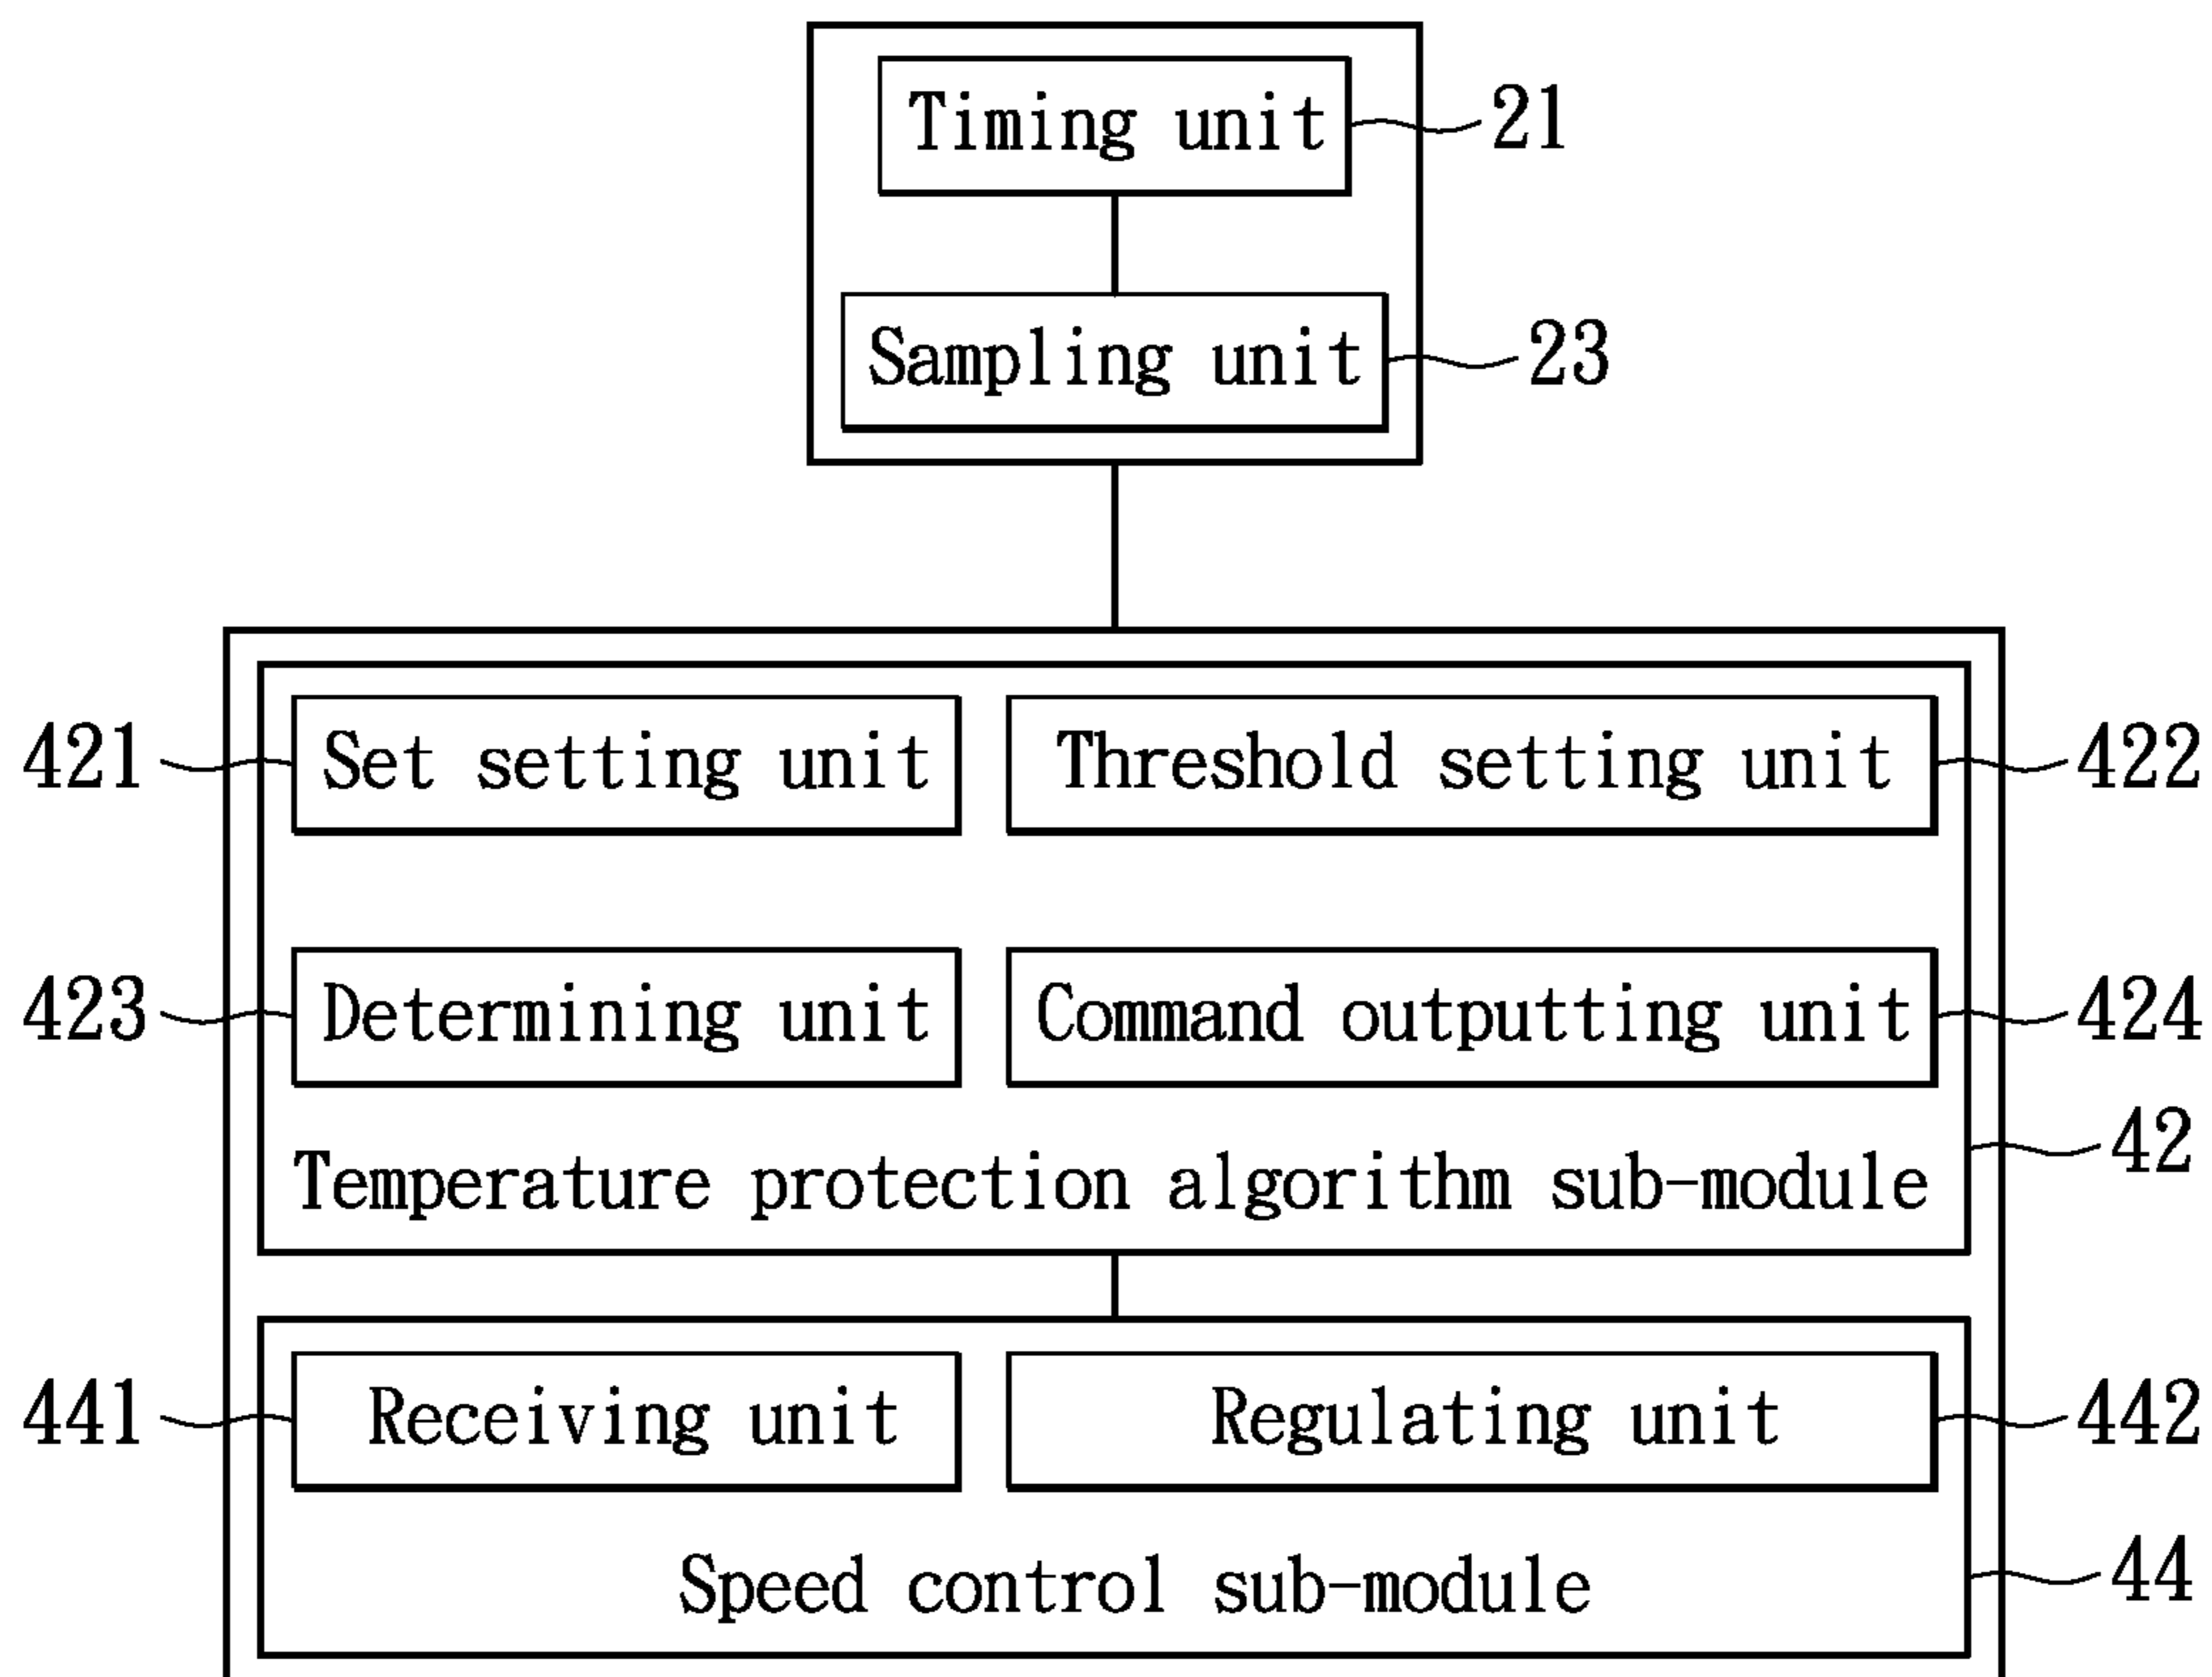 Timing unit 21
Sampling unit 23
421 Set setting unit Threshold setting unit 422
423 Determining unit Command outputting unit 424
42
Temperature protection algorithm sub-module
441 Receiving unit Regulating unit 442
Speed control sub-module 44